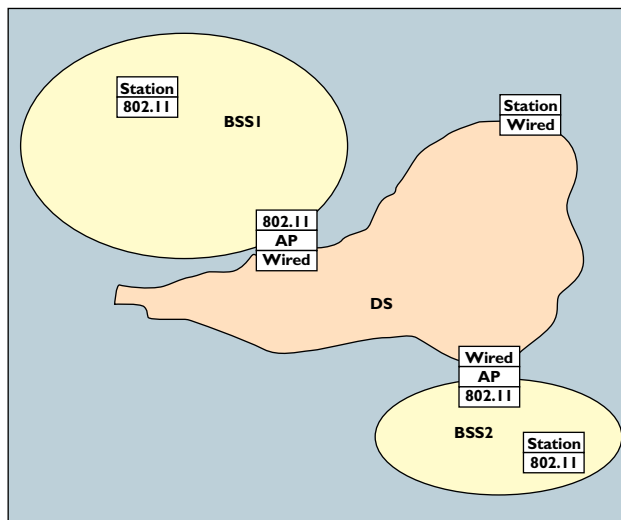 Station
802.11
BSS1
Station
Wired
802.11
AP
Wired
DS
Wired
AP
802.11
BSS2
Station
802.11